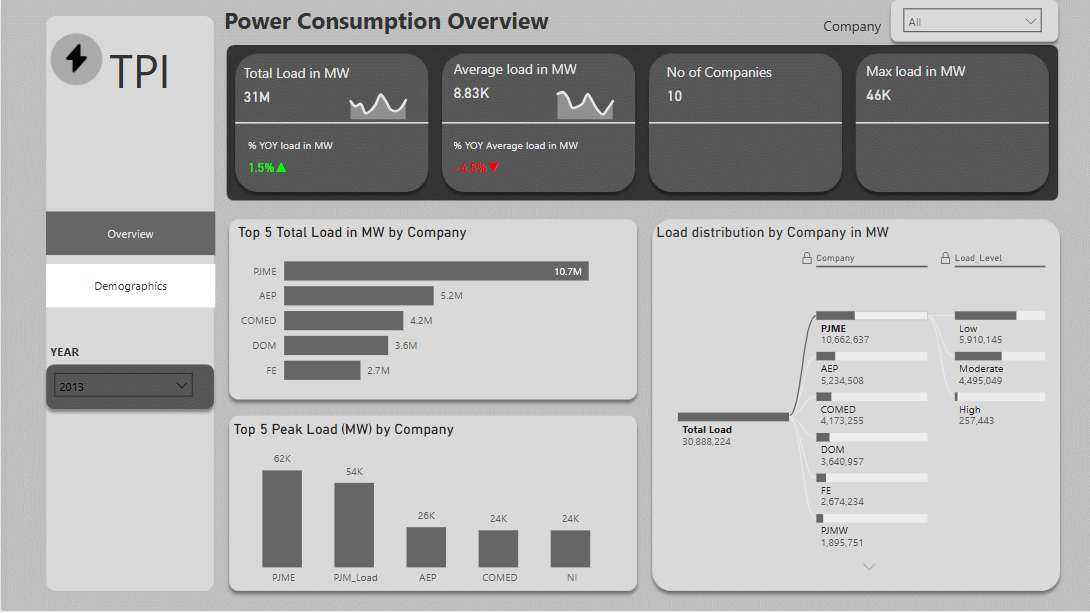 TPI
Overview
Demographics
YEAR
2013
Power Consumption Overview
Company
All
Total Load in MW
31M
% YOY load in MW
1.5%▲
Average load in MW
8.83K
% YOY Average load in MW
-4.5%▼
No of Companies
10
Max load in MW
46K
Top 5 Total Load in MW by Company
PJME 10.7M
AEP 5.2M
COMED 4.2M
DOM 3.6M
FE 2.7M
Top 5 Peak Load (MW) by Company
62K 54K 26K 24K 24K
PJME PJM_Load AEP COMED NI
Load distribution by Company in MW
Company
Load_Level
Total Load
30,888,224
PJME
10,662,637
AEP
5,234,508
COMED
4,173,255
DOM
3,640,957
FE
2,674,234
PJMW
1,895,751
Low
5,910,145
Moderate
4,495,049
High
257,443